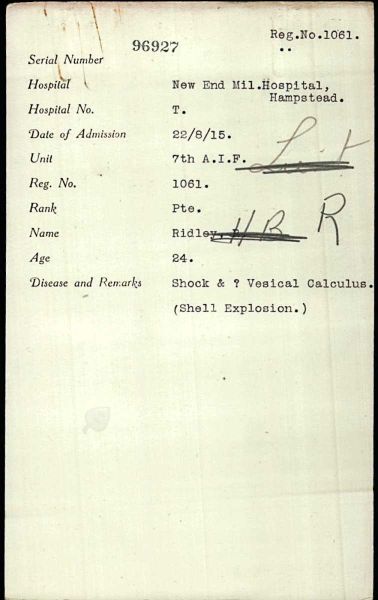 Reg.No.1061.
96927
Serial Number
Hospital New End Mil.Hospital,
Hampstead.
Hospital No. T.
Date of Admission 22/8/15.
Unit 7th A.I.F.
Reg. No. 1061.
Rank Pte.
Name Ridley, H B R
Age 24.
Disease and Remarks Shock & ? Vesical Calculus.
(Shell Explosion.)